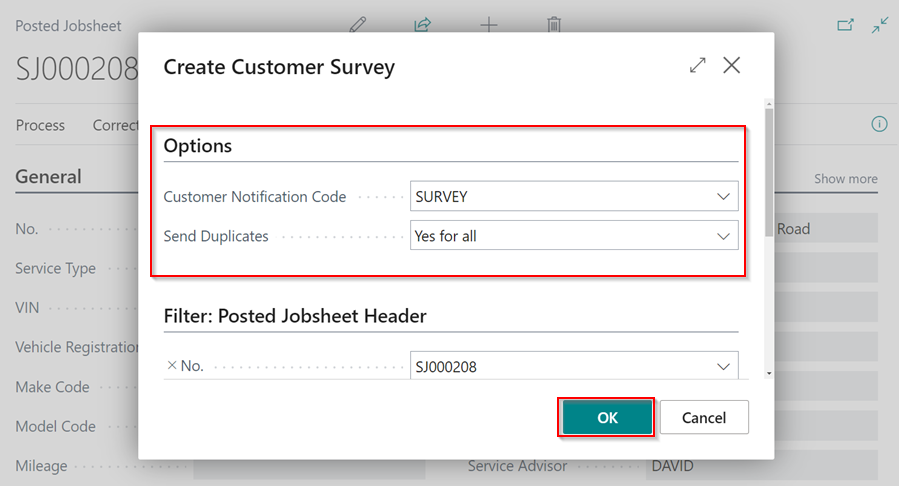 Posted Jobsheet
SJ000208
Create Customer Survey
Process
Options
General
Show more
Customer Notification Code
SURVEY
No.
Road
Send Duplicates
Yes for all
Service Type
VIN
Filter: Posted Jobsheet Header
Vehicle Registration
No.
SJ000208
Make Code
OK
Cancel
Model Code
Mileage
Service Advisor
DAVID